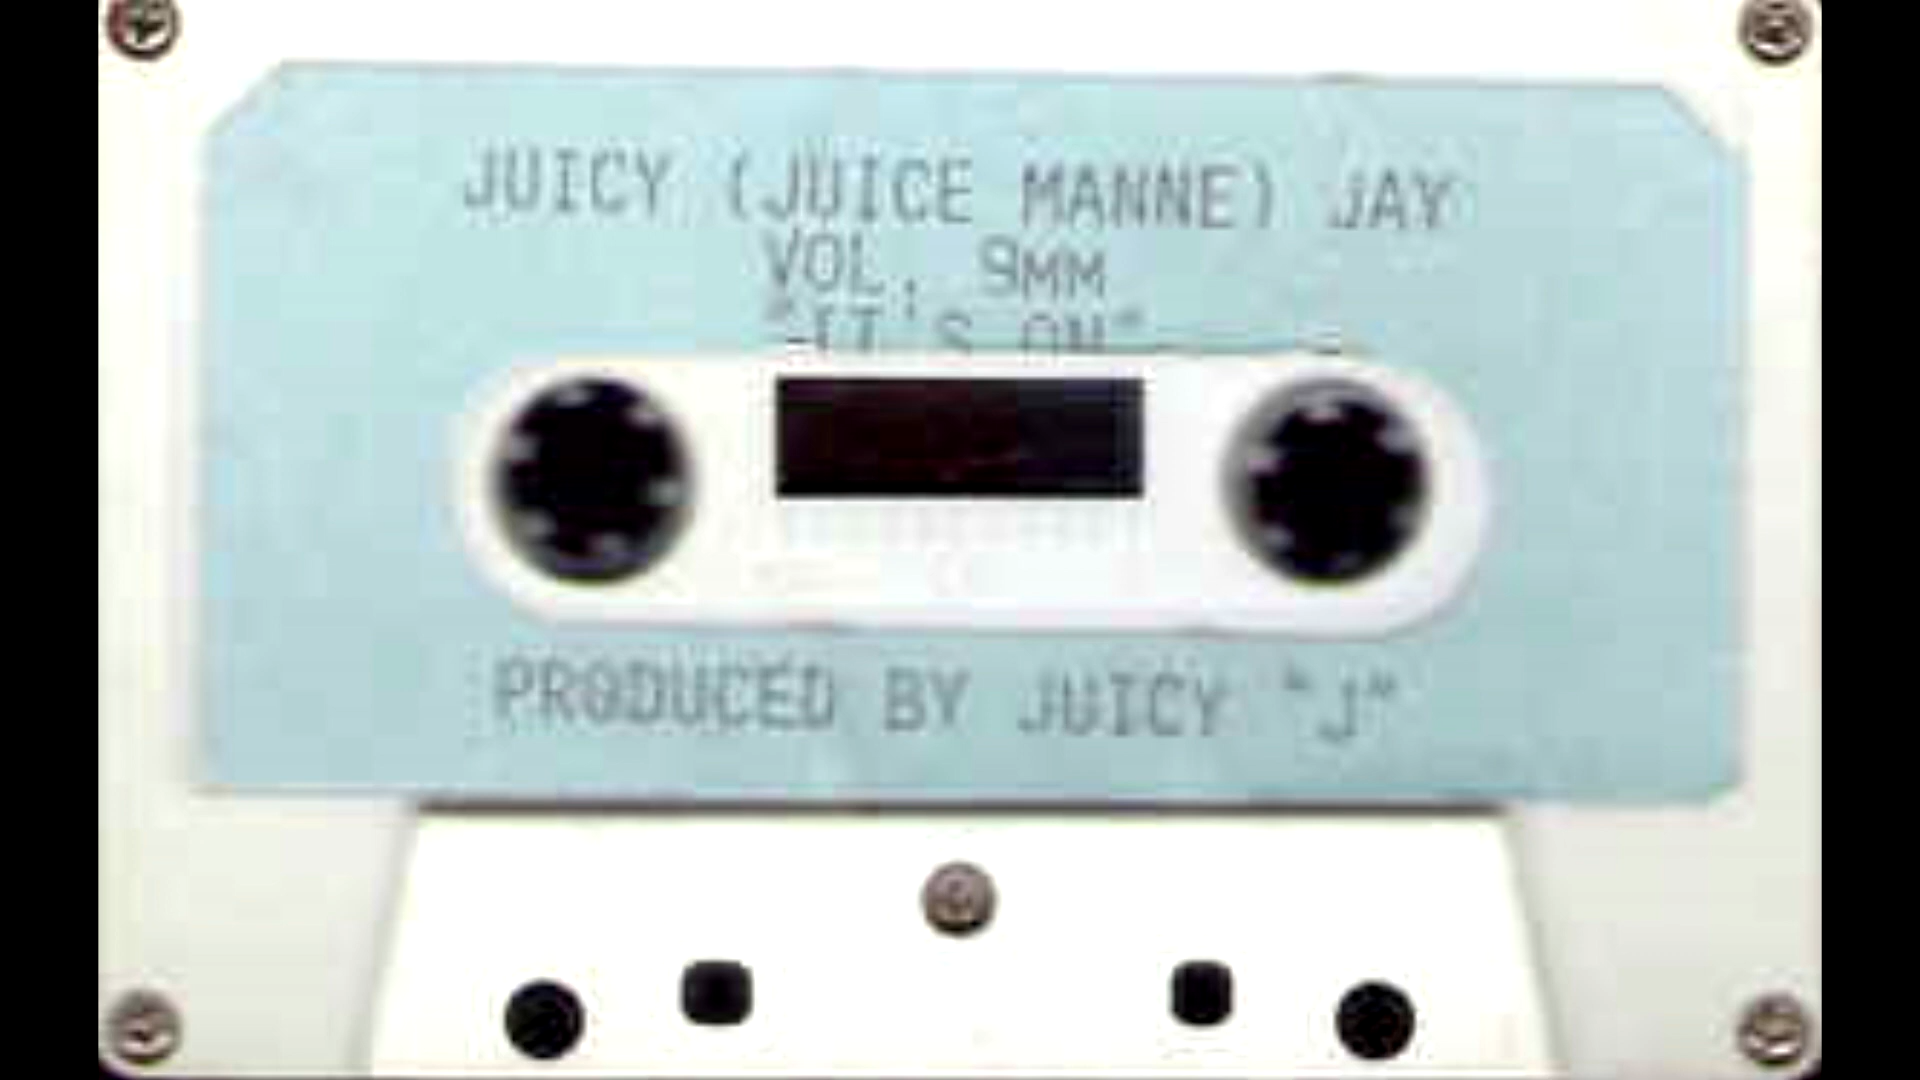 JUICY (JUICE MANNE) JAY
VOL. 9MM
"IT'S ON"
PRODUCED BY JUICY "J"